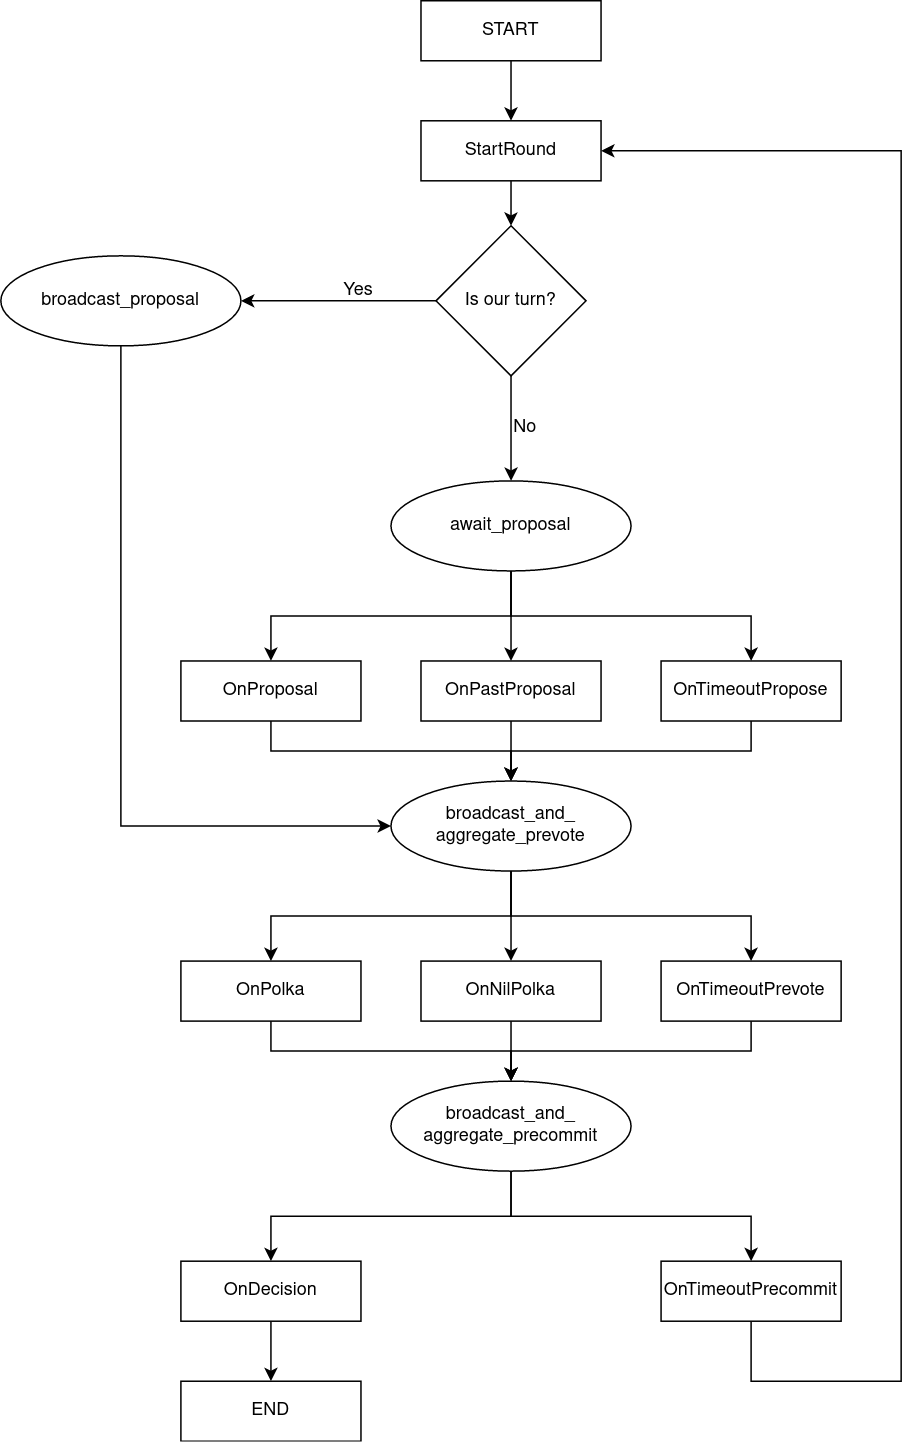 START
StartRound
Is our turn?
Yes
broadcast_proposal
No
await_proposal
OnProposal
OnPastProposal
OnTimeoutPropose
broadcast_and_
aggregate_prevote
OnPolka
OnNilPolka
OnTimeoutPrevote
broadcast_and_
aggregate_precommit
OnDecision
OnTimeoutPrecommit
END